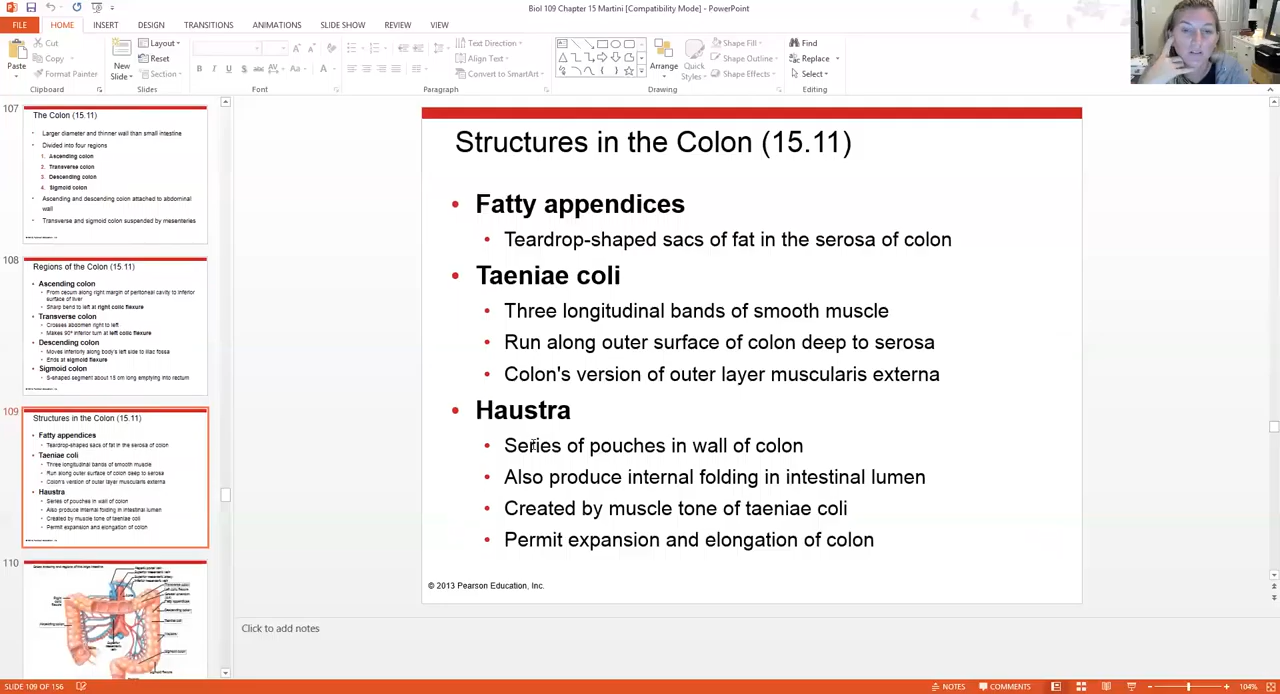 Biol 109 Chapter 15 Martini [Compatibility Mode] - PowerPoint
FILE HOME INSERT DESIGN TRANSITIONS ANIMATIONS SLIDE SHOW REVIEW VIEW
Cut
Copy
Format Painter
Paste
Clipboard
New
Slide
Layout
Reset
Section
Slides
Font
Paragraph
Text Direction
Align Text
Convert to SmartArt
Arrange
Quick
Styles
Shape Fill
Shape Outline
Shape Effects
Drawing
Find
Replace
Select
Editing
107
The Colon (15.11)
Larger diameter and thinner wall than small intestine
Divided into four regions
1. Ascending colon
2. Transverse colon
3. Descending colon
4. Sigmoid colon
Ascending and descending colon attached to abdominal
wall
Transverse and sigmoid colon suspended by mesenteries
108
Regions of the Colon (15.11)
Ascending colon
From cecum along right margin of peritoneal cavity to inferior
surface of liver
Sharp bend to left at right colic flexure
Transverse colon
Crosses abdomen right to left
Makes 90° inferior turn at left colic flexure
Descending colon
Moves inferiorly along body's left side to iliac fossa
Ends at sigmoid flexure
Sigmoid colon
S-shaped segment about 15 cm long emptying into rectum
109
Structures in the Colon (15.11)
Fatty appendices
Teardrop-shaped sacs of fat in the serosa of colon
Taeniae coli
Three longitudinal bands of smooth muscle
Run along outer surface of colon deep to serosa
Colon's version of outer layer muscularis externa
Haustra
Series of pouches in wall of colon
Also produce internal folding in intestinal lumen
Created by muscle tone of taeniae coli
Permit expansion and elongation of colon
110
Structures in the Colon (15.11)
• Fatty appendices
• Teardrop-shaped sacs of fat in the serosa of colon
• Taeniae coli
• Three longitudinal bands of smooth muscle
• Run along outer surface of colon deep to serosa
• Colon's version of outer layer muscularis externa
• Haustra
• Series of pouches in wall of colon
• Also produce internal folding in intestinal lumen
• Created by muscle tone of taeniae coli
• Permit expansion and elongation of colon
© 2013 Pearson Education, Inc.
Click to add notes
SLIDE 109 OF 156
NOTES
COMMENTS
104%